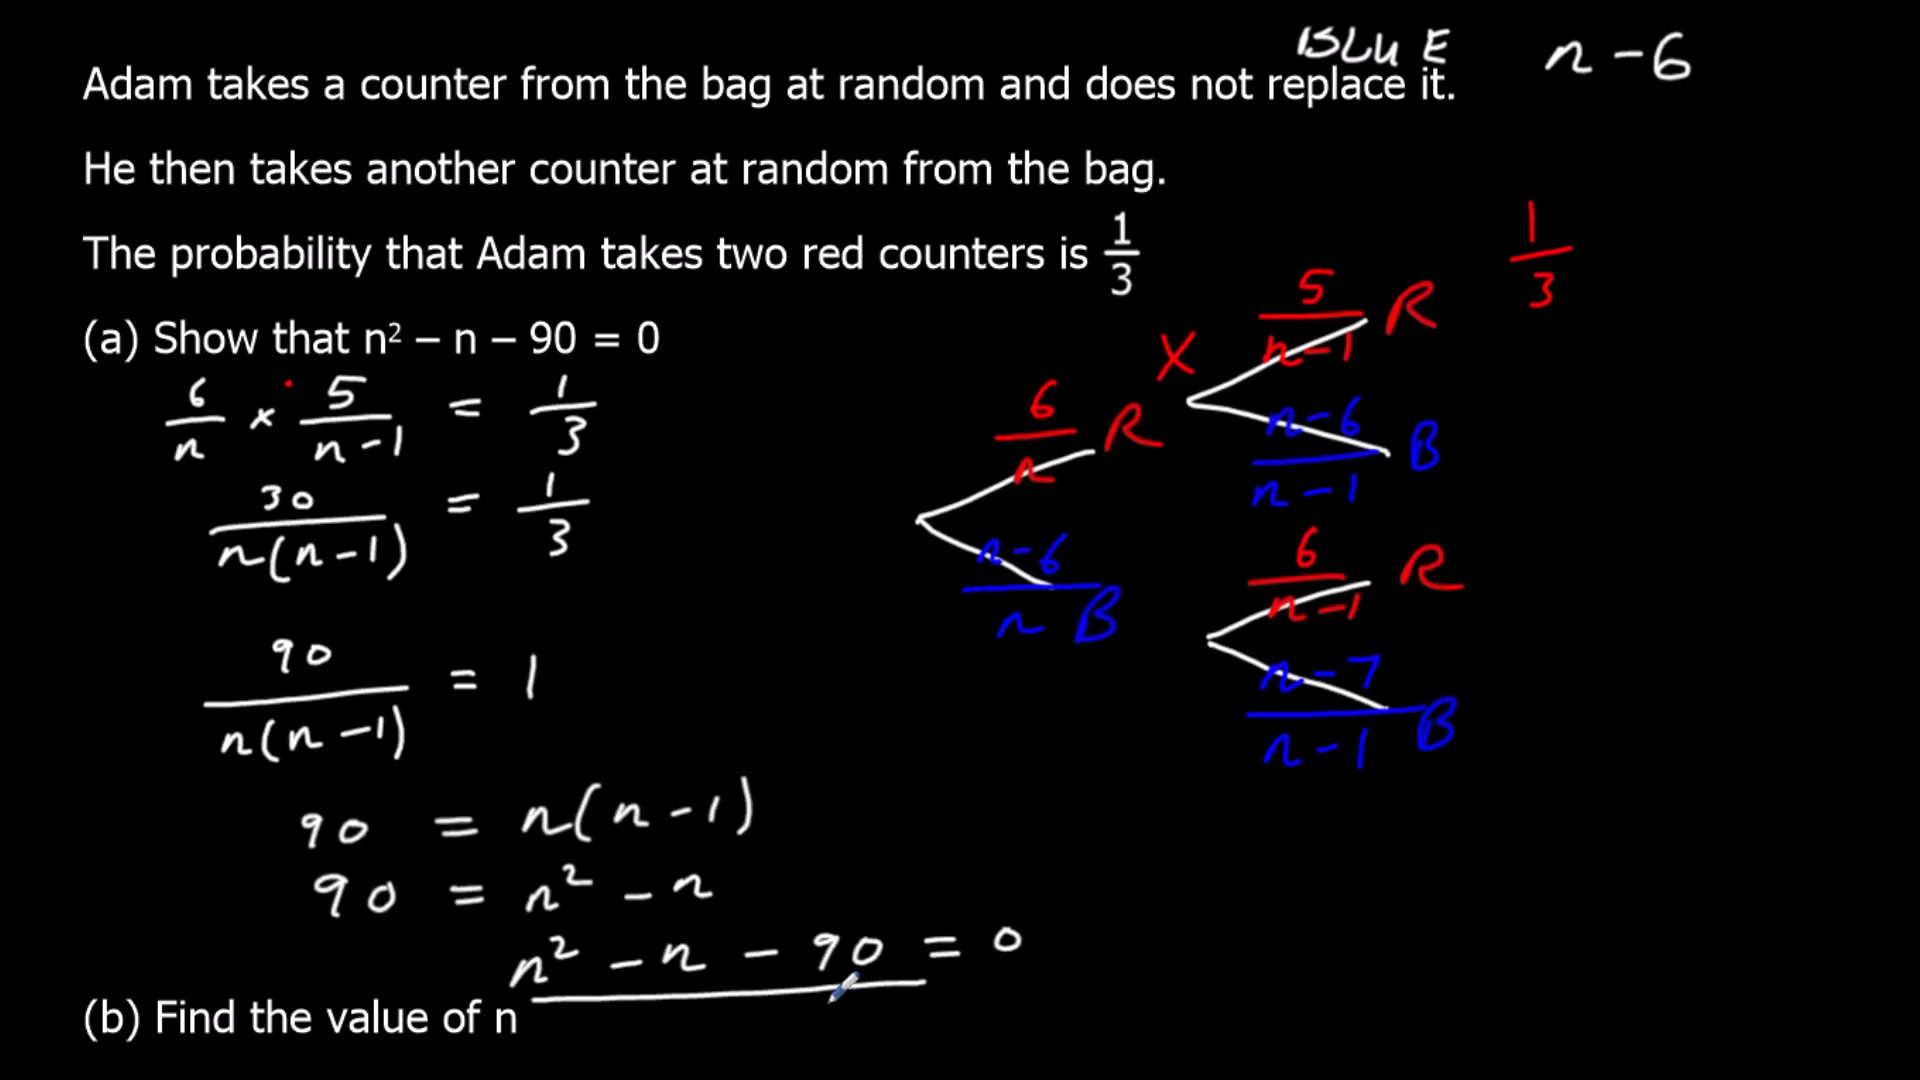 BLUE n - 6
Adam takes a counter from the bag at random and does not replace it.
He then takes another counter at random from the bag.
The probability that Adam takes two red counters is 1/3
1/3
(a) Show that n² – n – 90 = 0
6/n × 5/n-1 = 1/3
30/n(n-1) = 1/3
90/n(n-1) = 1
90 = n(n-1)
90 = n² - n
n² - n - 90 = 0
6/n R
n-6/n B
X
5/n-1 R
n-6/n-1 B
6/n-1 R
n-7/n-1 B
(b) Find the value of n